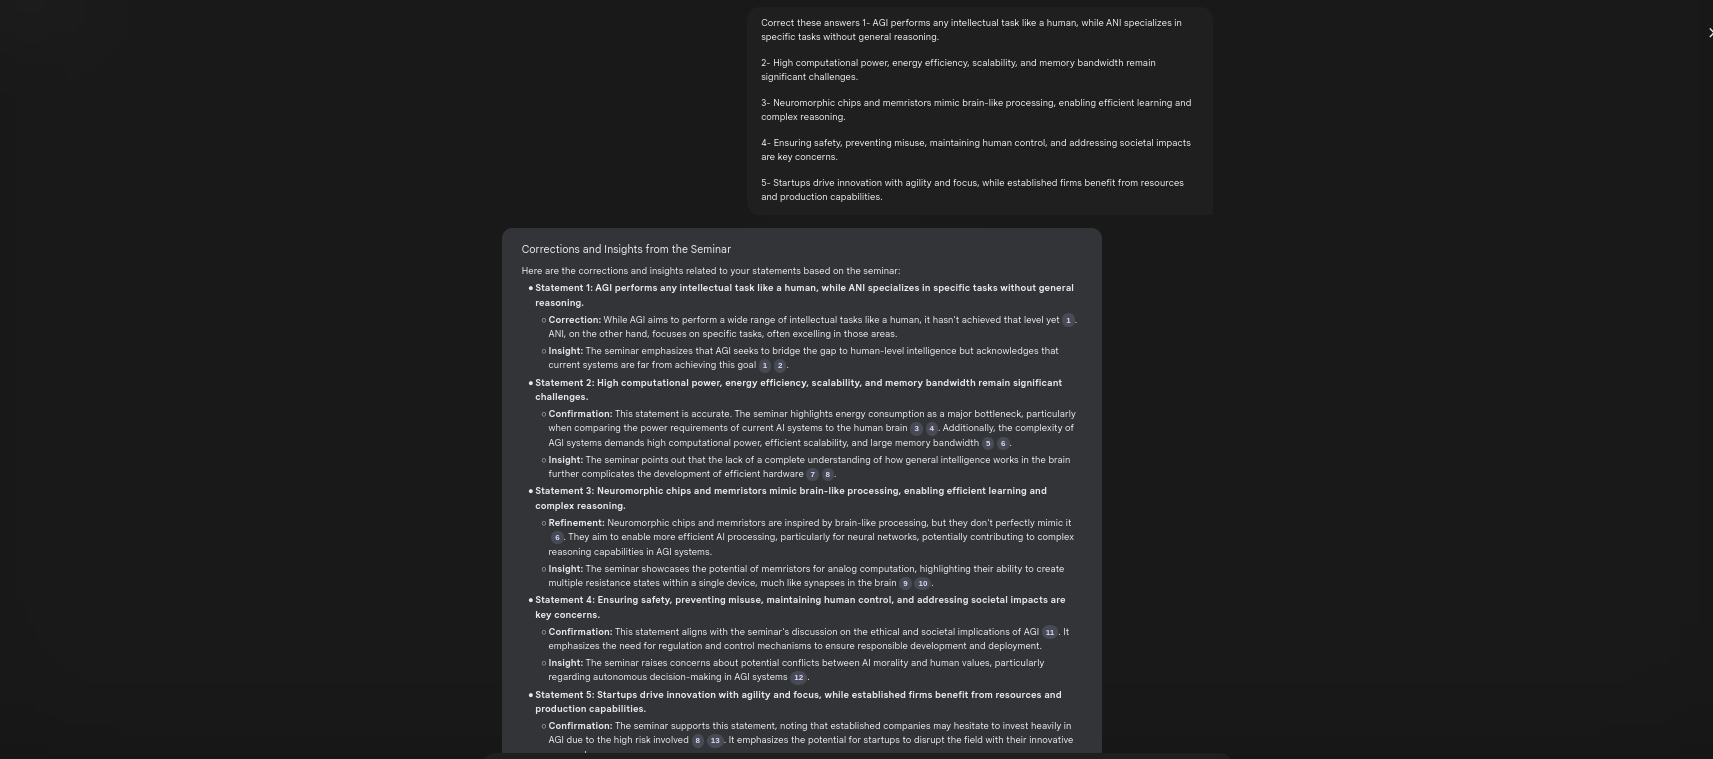 Correct these answers 1- AGI performs any intellectual task like a human, while ANI specializes in
specific tasks without general reasoning.
2- High computational power, energy efficiency, scalability, and memory bandwidth remain
significant challenges.
3- Neuromorphic chips and memristors mimic brain-like processing, enabling efficient learning and
complex reasoning.
4- Ensuring safety, preventing misuse, maintaining human control, and addressing societal impacts
are key concerns.
5- Startups drive innovation with agility and focus, while established firms benefit from resources
and production capabilities.
Corrections and Insights from the Seminar
Here are the corrections and insights related to your statements based on the seminar:
• Statement 1: AGI performs any intellectual task like a human, while ANI specializes in specific tasks without general
reasoning.
○ Correction: While AGI aims to perform a wide range of intellectual tasks like a human, it hasn't achieved that level yet 1.
ANI, on the other hand, focuses on specific tasks, often excelling in those areas.
○ Insight: The seminar emphasizes that AGI seeks to bridge the gap to human-level intelligence but acknowledges that
current systems are far from achieving this goal 1 2.
• Statement 2: High computational power, energy efficiency, scalability, and memory bandwidth remain significant
challenges.
○ Confirmation: This statement is accurate. The seminar highlights energy consumption as a major bottleneck, particularly
when comparing the power requirements of current AI systems to the human brain 3 4. Additionally, the complexity of
AGI systems demands high computational power, efficient scalability, and large memory bandwidth 5 6.
○ Insight: The seminar points out that the lack of a complete understanding of how general intelligence works in the brain
further complicates the development of efficient hardware 7 8.
• Statement 3: Neuromorphic chips and memristors mimic brain-like processing, enabling efficient learning and
complex reasoning.
○ Refinement: Neuromorphic chips and memristors are inspired by brain-like processing, but they don't perfectly mimic it
6. They aim to enable more efficient AI processing, particularly for neural networks, potentially contributing to complex
reasoning capabilities in AGI systems.
○ Insight: The seminar showcases the potential of memristors for analog computation, highlighting their ability to create
multiple resistance states within a single device, much like synapses in the brain 9 10.
• Statement 4: Ensuring safety, preventing misuse, maintaining human control, and addressing societal impacts are
key concerns.
○ Confirmation: This statement aligns with the seminar's discussion on the ethical and societal implications of AGI 11. It
emphasizes the need for regulation and control mechanisms to ensure responsible development and deployment.
○ Insight: The seminar raises concerns about potential conflicts between AI morality and human values, particularly
regarding autonomous decision-making in AGI systems 12.
• Statement 5: Startups drive innovation with agility and focus, while established firms benefit from resources and
production capabilities.
○ Confirmation: The seminar supports this statement, noting that established companies may hesitate to invest heavily in
AGI due to the high risk involved 8 13. It emphasizes the potential for startups to disrupt the field with their innovative